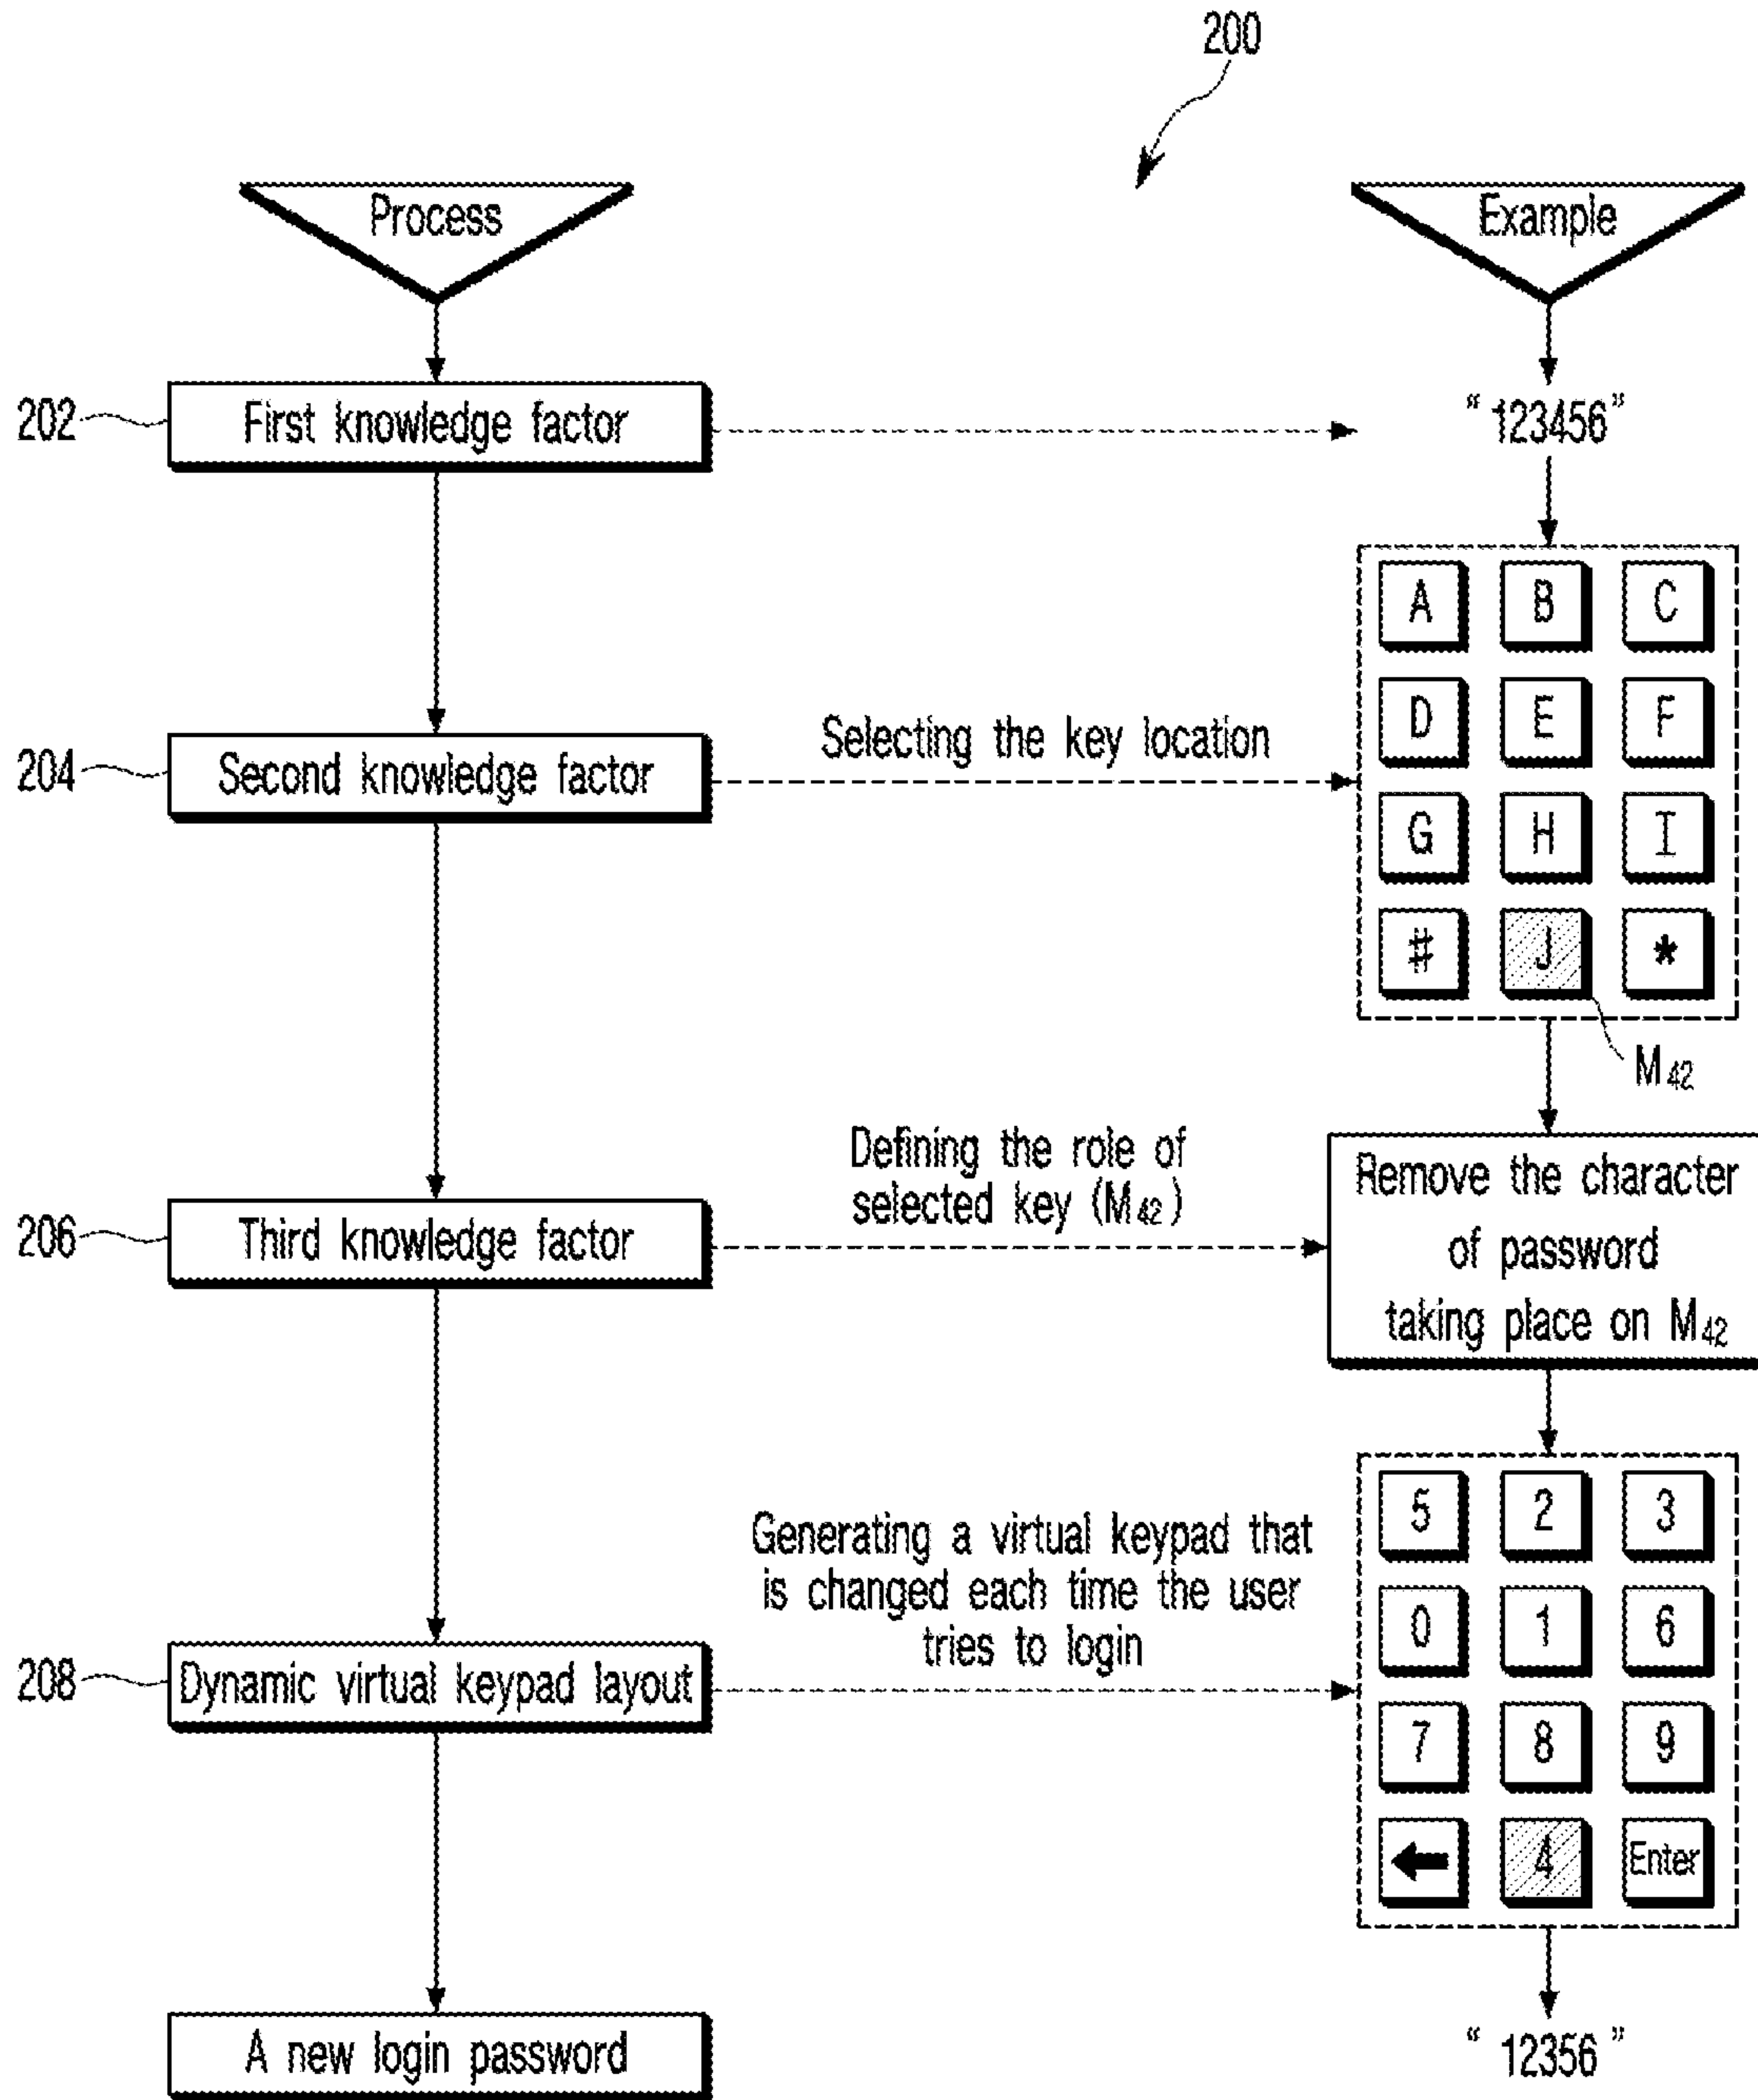 200
Process
Example
202
First knowledge factor
“ 123456 ”
A B C
D E F
204
Second knowledge factor
Selecting the key location
G H I
# J *
M42
206
Third knowledge factor
Defining the role of
selected key (M42)
Remove the character
of password
taking place on M42
208
Dynamic virtual keypad layout
Generating a virtual keypad that
is changed each time the user
tries to login
5 2 3
0 1 6
7 8 9
← 4 Enter
A new login password
“ 12356 ”